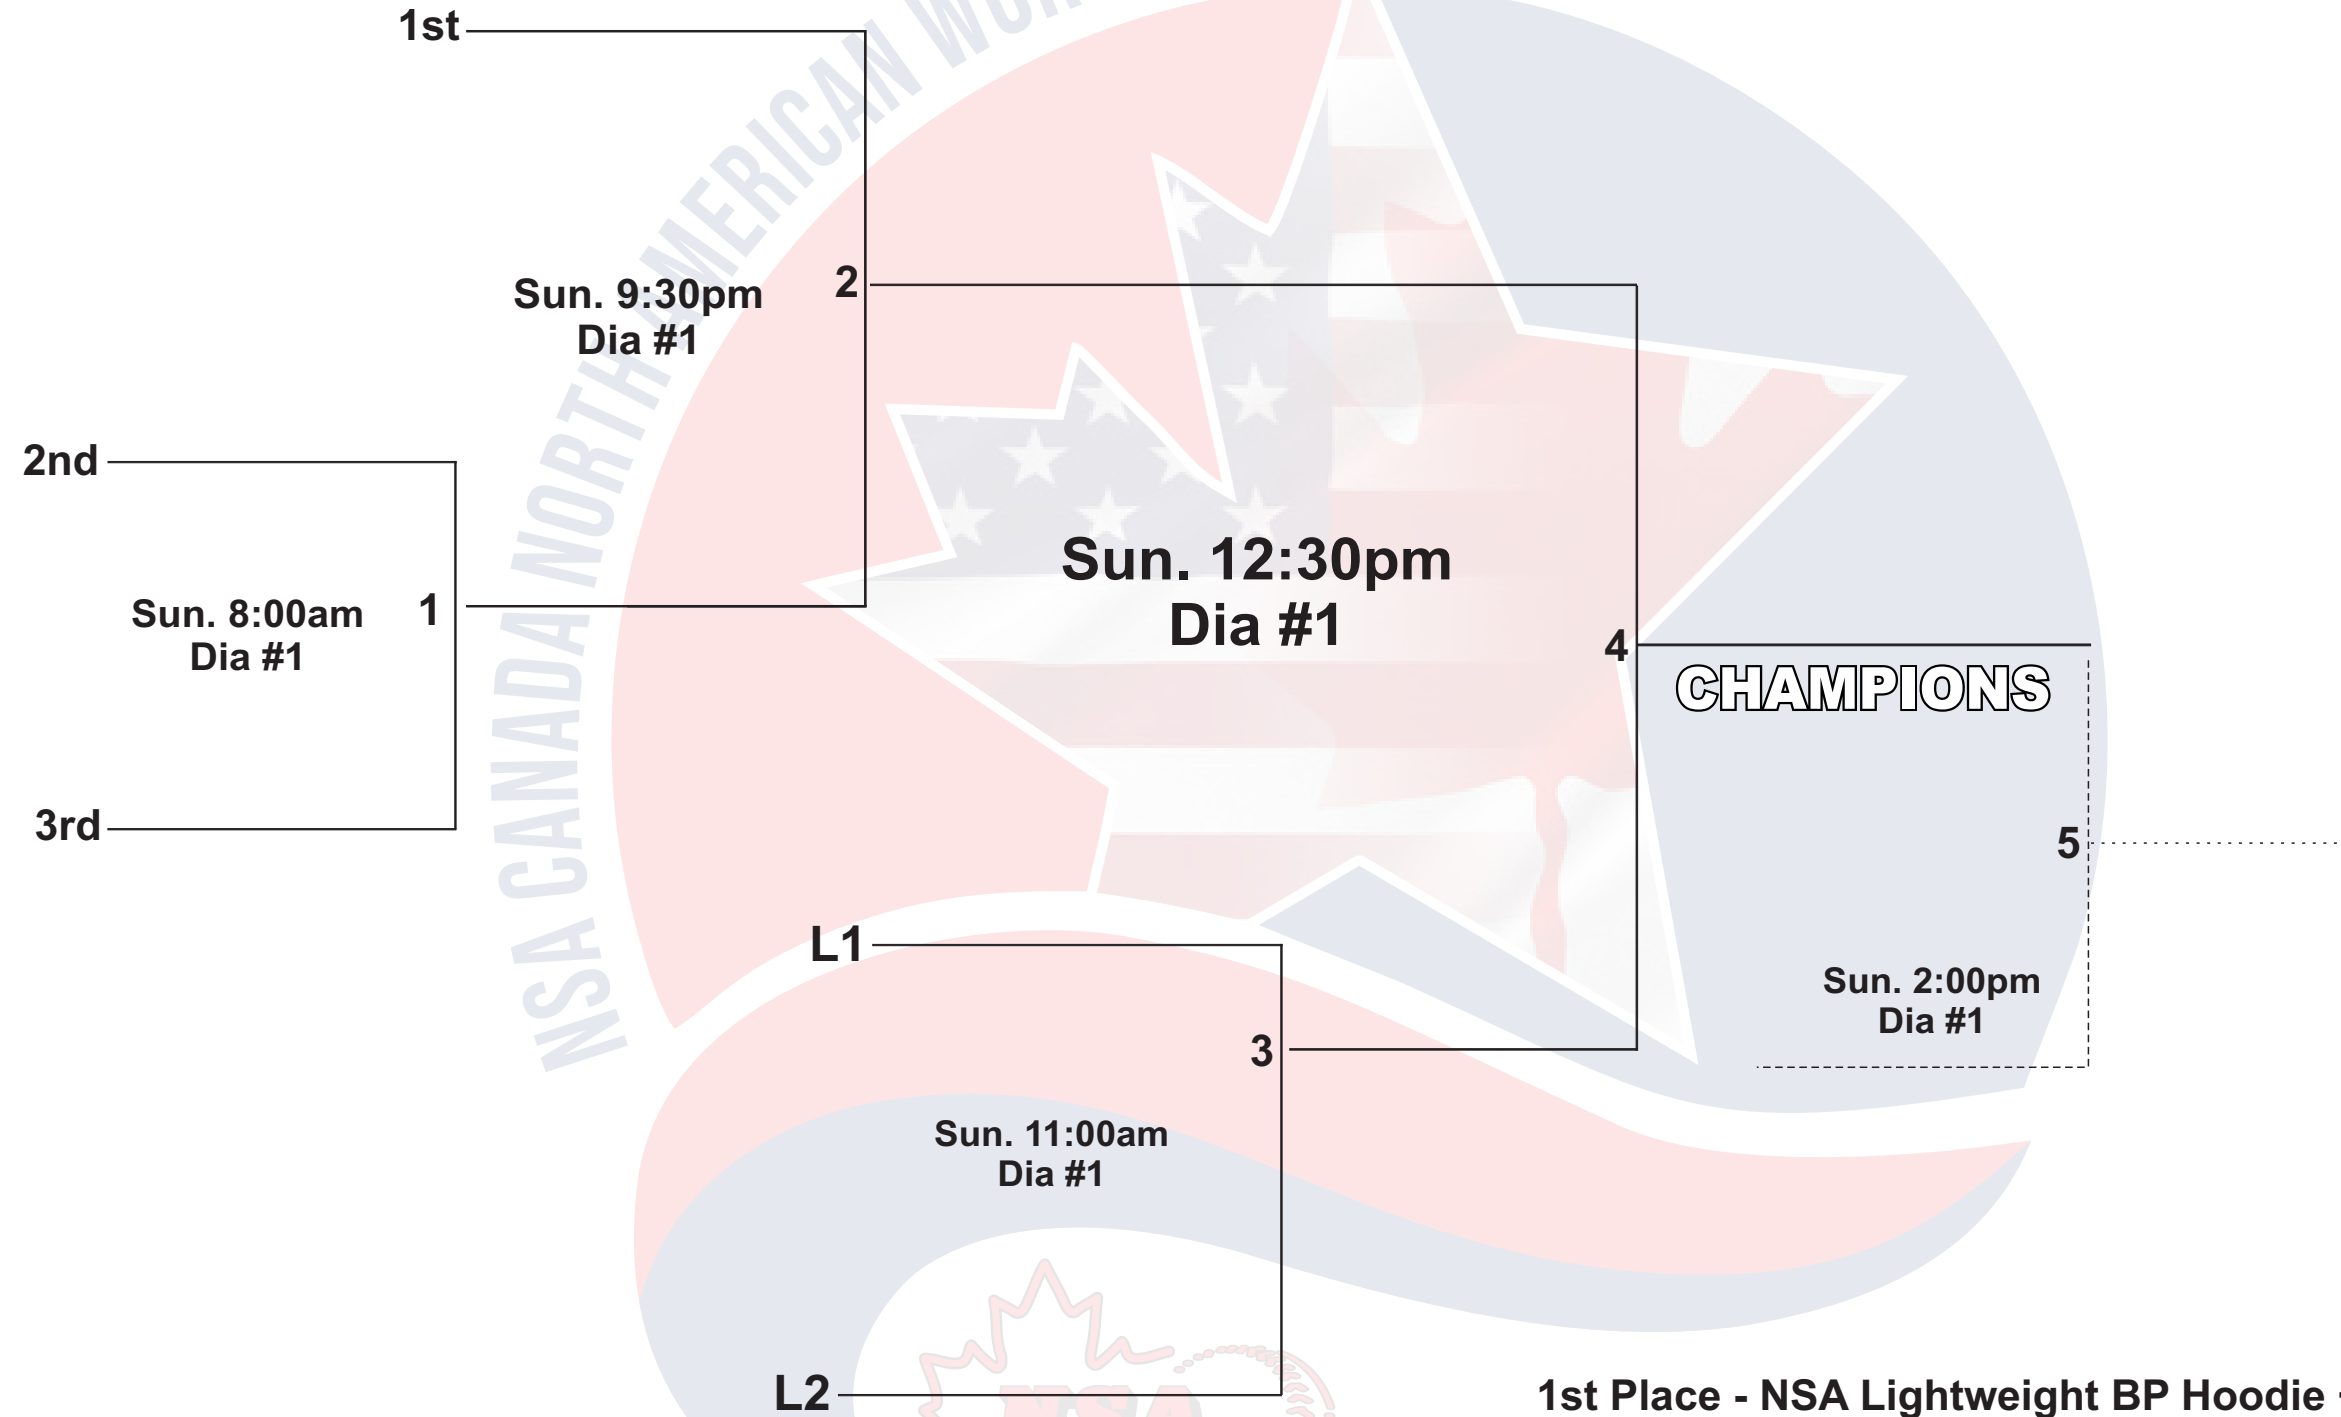 1st
NSA CANADA NORTH AMERICAN
2
Sun. 9:30pm
Dia #1
2nd
Sun. 12:30pm
Dia #1
Sun. 8:00am
Dia #1
1
4
CHAMPIONS
3rd
5
L1
Sun. 2:00pm
Dia #1
3
Sun. 11:00am
Dia #1
L2
NSA
1st Place - NSA Lightweight BP Hoodie -